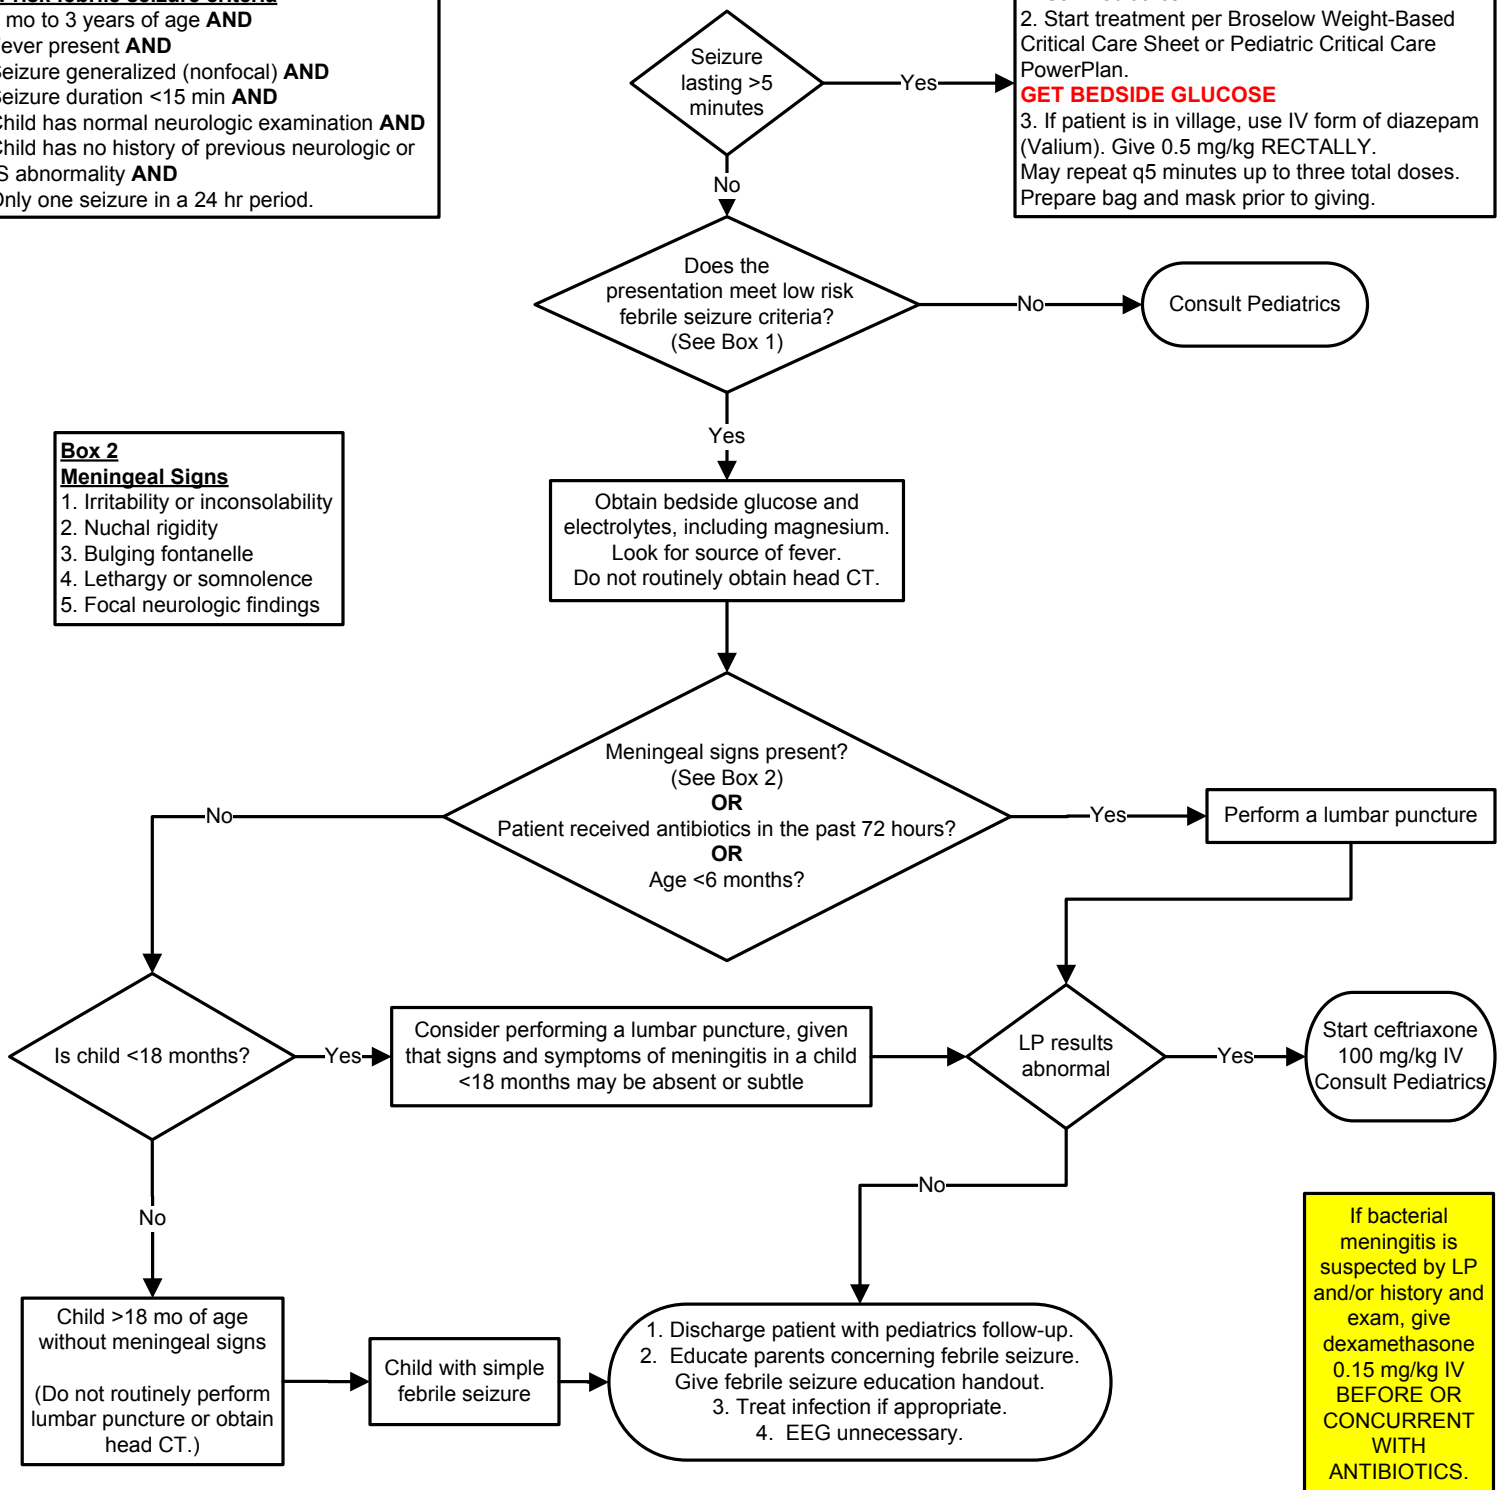 risk febrile seizure criteria
mo to 3 years of age AND
ever present AND
eizure generalized (nonfocal) AND
eizure duration <15 min AND
hild has normal neurologic examination AND
hild has no history of previous neurologic or
S abnormality AND
Only one seizure in a 24 hr period.
Seizure
lasting >5
minutes
Yes
2. Start treatment per Broselow Weight-Based
Critical Care Sheet or Pediatric Critical Care
PowerPlan.
GET BEDSIDE GLUCOSE
3. If patient is in village, use IV form of diazepam
(Valium). Give 0.5 mg/kg RECTALLY.
May repeat q5 minutes up to three total doses.
Prepare bag and mask prior to giving.
No
Does the
presentation meet low risk
febrile seizure criteria?
(See Box 1)
No
Consult Pediatrics
Yes
Box 2
Meningeal Signs
1. Irritability or inconsolability
2. Nuchal rigidity
3. Bulging fontanelle
4. Lethargy or somnolence
5. Focal neurologic findings
Obtain bedside glucose and
electrolytes, including magnesium.
Look for source of fever.
Do not routinely obtain head CT.
Meningeal signs present?
(See Box 2)
OR
Patient received antibiotics in the past 72 hours?
OR
Age <6 months?
No
Yes
Perform a lumbar puncture
Is child <18 months?
Yes
Consider performing a lumbar puncture, given
that signs and symptoms of meningitis in a child
<18 months may be absent or subtle
LP results
abnormal
Yes
Start ceftriaxone
100 mg/kg IV
Consult Pediatrics
No
No
Child >18 mo of age
without meningeal signs
(Do not routinely perform
lumbar puncture or obtain
head CT.)
Child with simple
febrile seizure
1. Discharge patient with pediatrics follow-up.
2. Educate parents concerning febrile seizure.
Give febrile seizure education handout.
3. Treat infection if appropriate.
4. EEG unnecessary.
If bacterial
meningitis is
suspected by LP
and/or history and
exam, give
dexamethasone
0.15 mg/kg IV
BEFORE OR
CONCURRENT
WITH
ANTIBIOTICS.